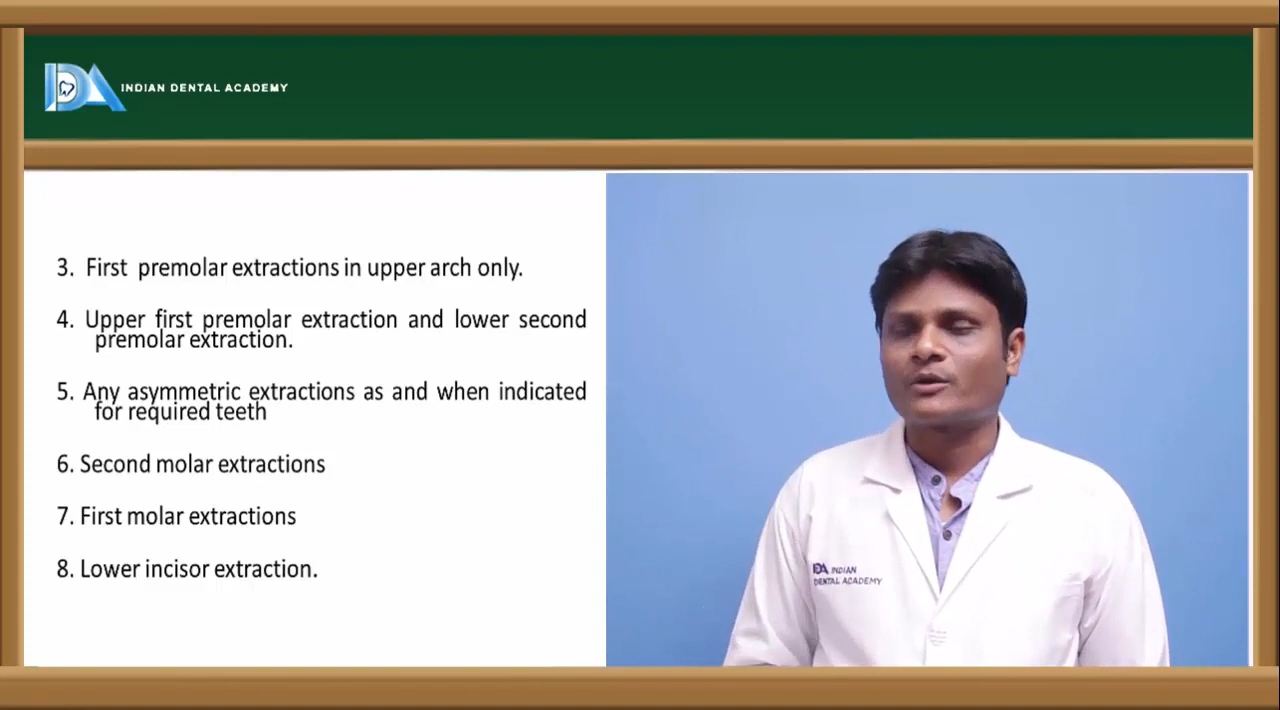 INDIAN DENTAL ACADEMY
3. First premolar extractions in upper arch only.
4. Upper first premolar extraction and lower second
premolar extraction.
5. Any asymmetric extractions as and when indicated
for required teeth
6. Second molar extractions
7. First molar extractions
8. Lower incisor extraction.
IDA INDIAN
DENTAL ACADEMY